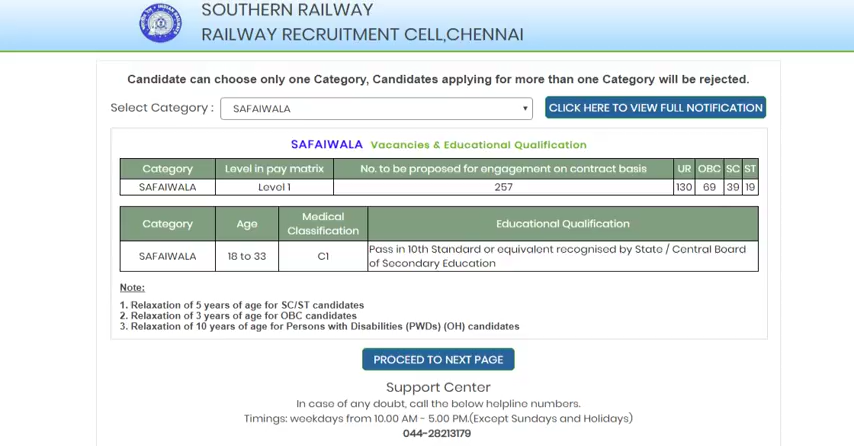 SOUTHERN RAILWAY
RAILWAY RECRUITMENT CELL,CHENNAI
Candidate can choose only one Category, Candidates applying for more than one Category will be rejected.
Select Category : SAFAIWALA CLICK HERE TO VIEW FULL NOTIFICATION
SAFAIWALA Vacancies & Educational Qualification
Category Level in pay matrix No. to be proposed for engagement on contract basis UR OBC SC ST
SAFAIWALA Level 1 257 130 69 39 19
Category Age Medical Classification Educational Qualification
SAFAIWALA 18 to 33 C1 Pass in 10th Standard or equivalent recognised by State / Central Board
of Secondary Education
Note:
1. Relaxation of 5 years of age for SC/ST candidates
2. Relaxation of 3 years of age for OBC candidates
3. Relaxation of 10 years of age for Persons with Disabilities (PWDs) (OH) candidates
PROCEED TO NEXT PAGE
Support Center
In case of any doubt, call the below helpline numbers.
Timings: weekdays from 10.00 AM - 5.00 PM.(Except Sundays and Holidays)
044-28213179